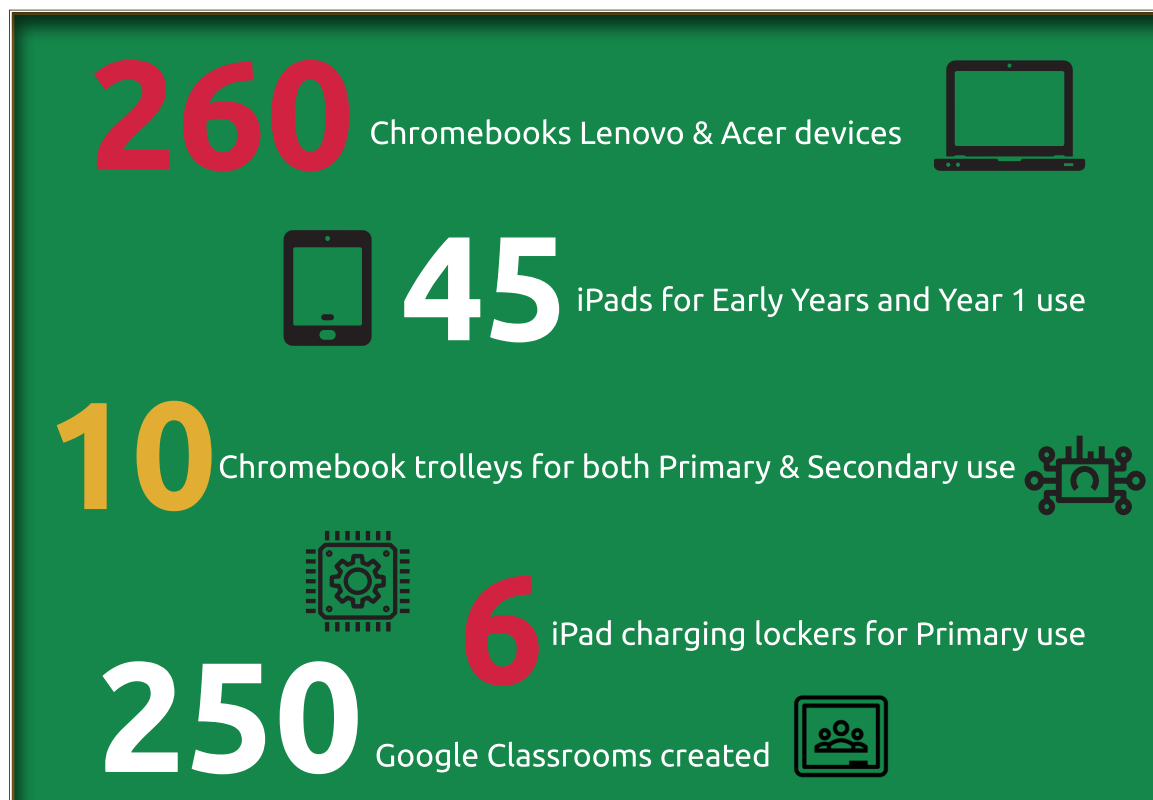 260 Chromebooks Lenovo & Acer devices
45 iPads for Early Years and Year 1 use
10 Chromebook trolleys for both Primary & Secondary use
6 iPad charging lockers for Primary use
250 Google Classrooms created